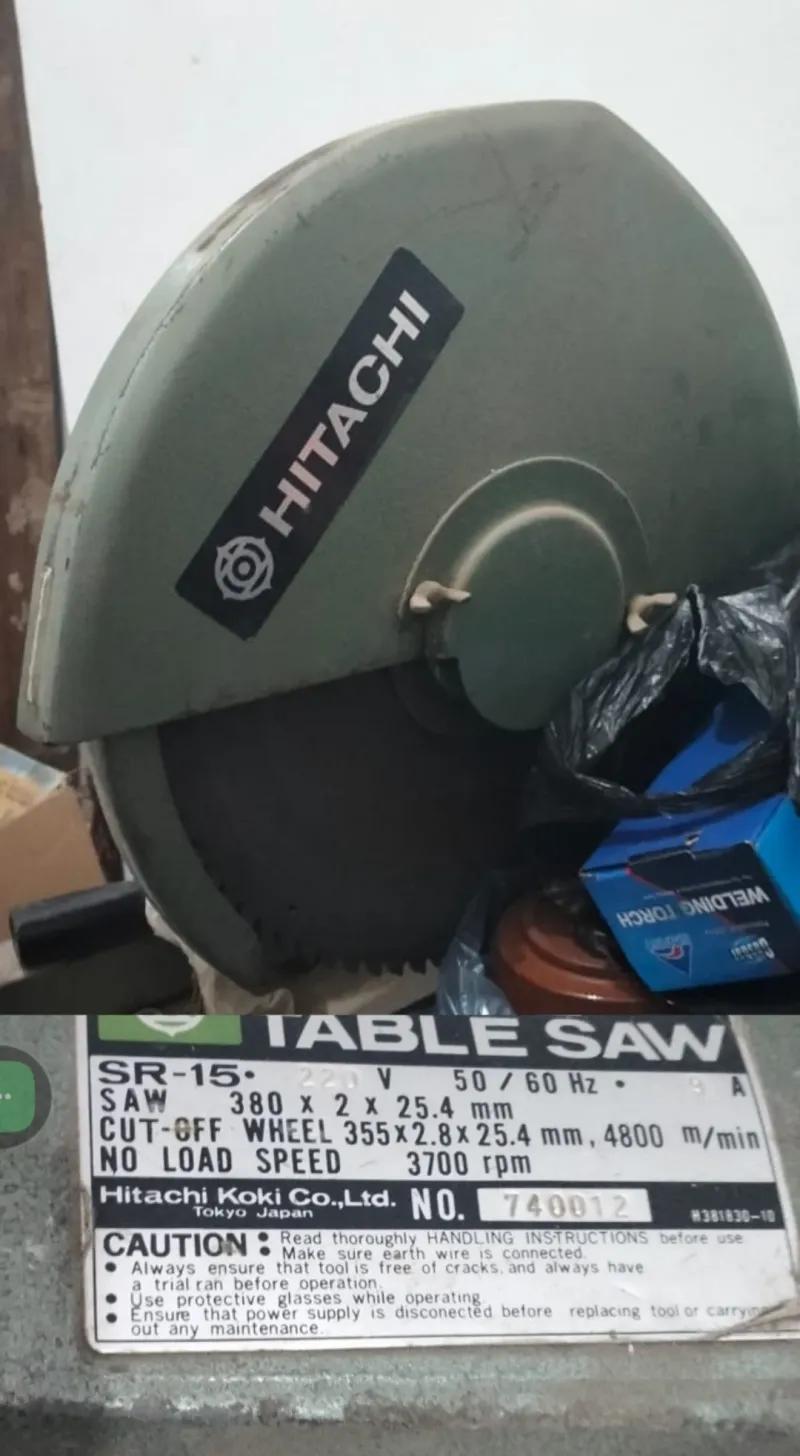 HITACHI
WELDING TORCH
TABLE SAW
SR-15• 220 V 50 / 60 Hz • 9 A
SAW 380 x 2 x 25.4 mm
CUT-OFF WHEEL 355x2.8x25.4 mm, 4800 m/min
NO LOAD SPEED 3700 rpm
Hitachi Koki Co.,Ltd. NO. 740012
Tokyo Japan H381830-10
CAUTION : Read thoroughly HANDLING INSTRUCTIONS before use
Make sure earth wire is connected.
• Always ensure that tool is free of cracks, and always have
a trial ran before operation.
• Use protective glasses while operating.
• Ensure that power supply is disconected before replacing tool or carrying
out any maintenance.